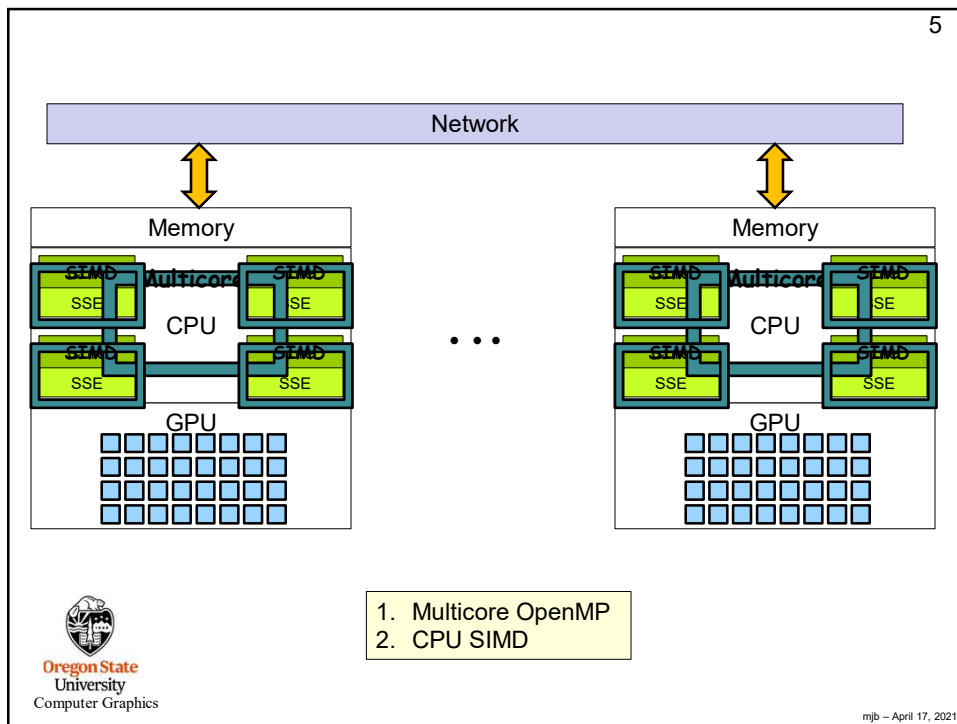 5
Network
Memory
Memory
SIMD Multicore SIMD
SSE SSE
CPU
SIMD SIMD
SSE SSE
GPU
• • •
SIMD Multicore SIMD
SSE SSE
CPU
SIMD SIMD
SSE SSE
GPU
1. Multicore OpenMP
2. CPU SIMD
Oregon State
University
Computer Graphics
mjb – April 17, 2021